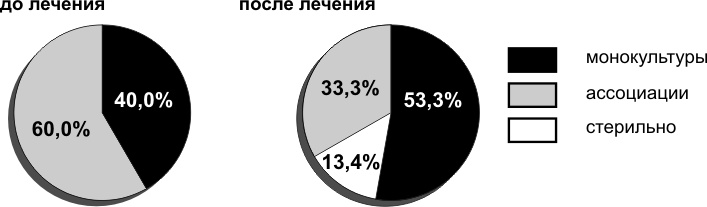 до лечения
после лечения
40,0%
60,0%
33,3%
53,3%
13,4%
монокультуры
ассоциации
стерильно